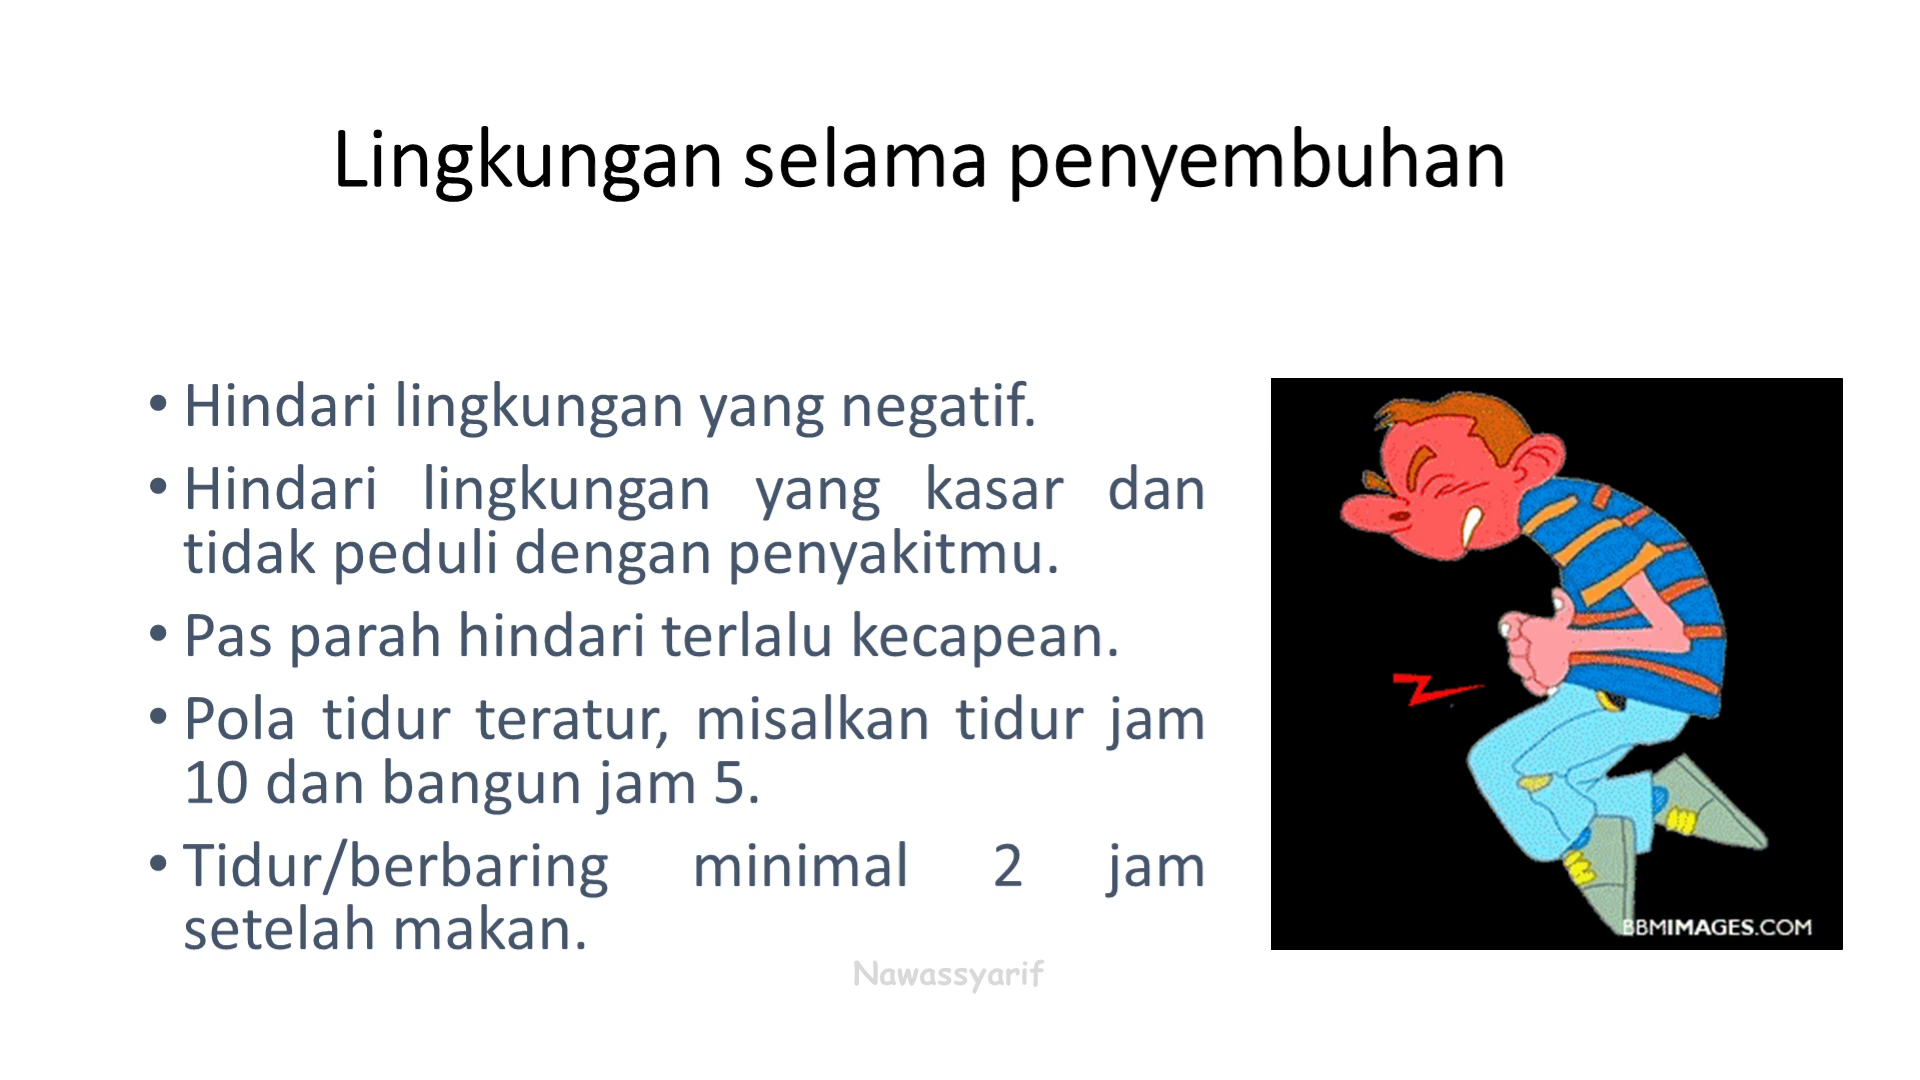 Lingkungan selama penyembuhan
• Hindari lingkungan yang negatif.
• Hindari lingkungan yang kasar dan
tidak peduli dengan penyakitmu.
• Pas parah hindari terlalu kecapean.
• Pola tidur teratur, misalkan tidur jam
10 dan bangun jam 5.
• Tidur/berbaring minimal 2 jam
setelah makan.
BBMIMAGES.COM
Nawassyarif